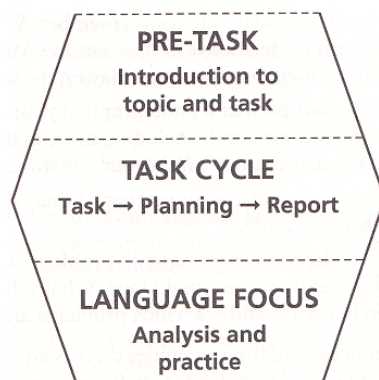 PRE-TASK
Introduction to
topic and task
TASK CYCLE
Task → Planning → Report
LANGUAGE FOCUS
Analysis and
practice